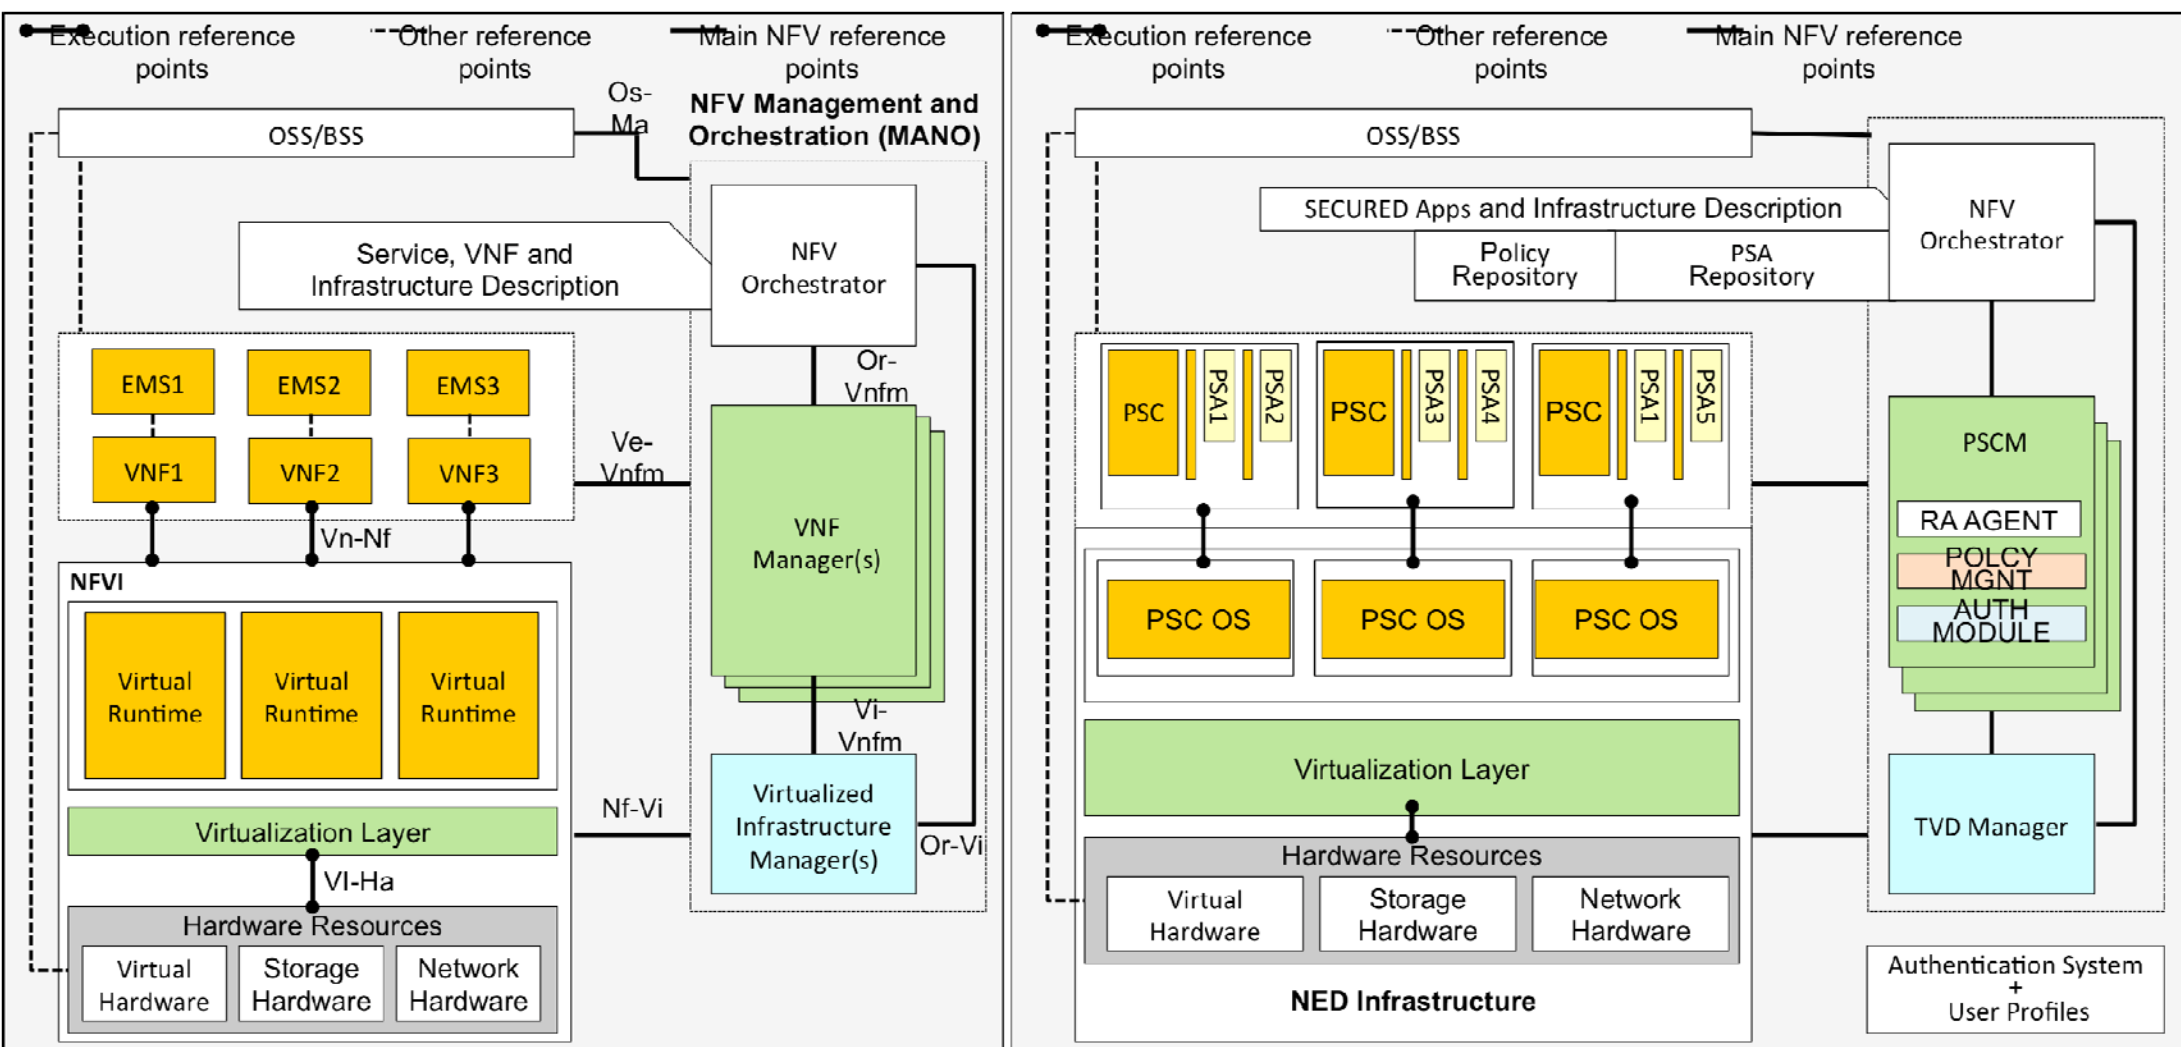 Execution reference
points
Other reference
points
Main NFV reference
points
Os-
Ma
NFV Management and
Orchestration (MANO)
OSS/BSS
NFV
Orchestrator
Service, VNF and
Infrastructure Description
Or-
Vnfm
EMS1
EMS2
EMS3
VNF1
VNF2
VNF3
Ve-
Vnfm
Vn-Nf
VNF
Manager(s)
NFVI
Virtual
Runtime
Virtual
Runtime
Virtual
Runtime
Vi-
Vnfm
Nf-Vi
Virtualized
Infrastructure
Manager(s)
Or-Vi
Virtualization Layer
VI-Ha
Hardware Resources
Virtual
Hardware
Storage
Hardware
Network
Hardware
Execution reference
points
Other reference
points
Main NFV reference
points
OSS/BSS
NFV
Orchestrator
SECURED Apps and Infrastructure Description
Policy
Repository
PSA
Repository
PSC
PSA1
PSA2
PSC
PSA3
PSA4
PSC
PSA1
PSA5
PSCM
RA AGENT
POLCY
MGNT
AUTH
MODULE
PSC OS
PSC OS
PSC OS
Virtualization Layer
TVD Manager
Hardware Resources
Virtual
Hardware
Storage
Hardware
Network
Hardware
NED Infrastructure
Authentication System
+
User Profiles